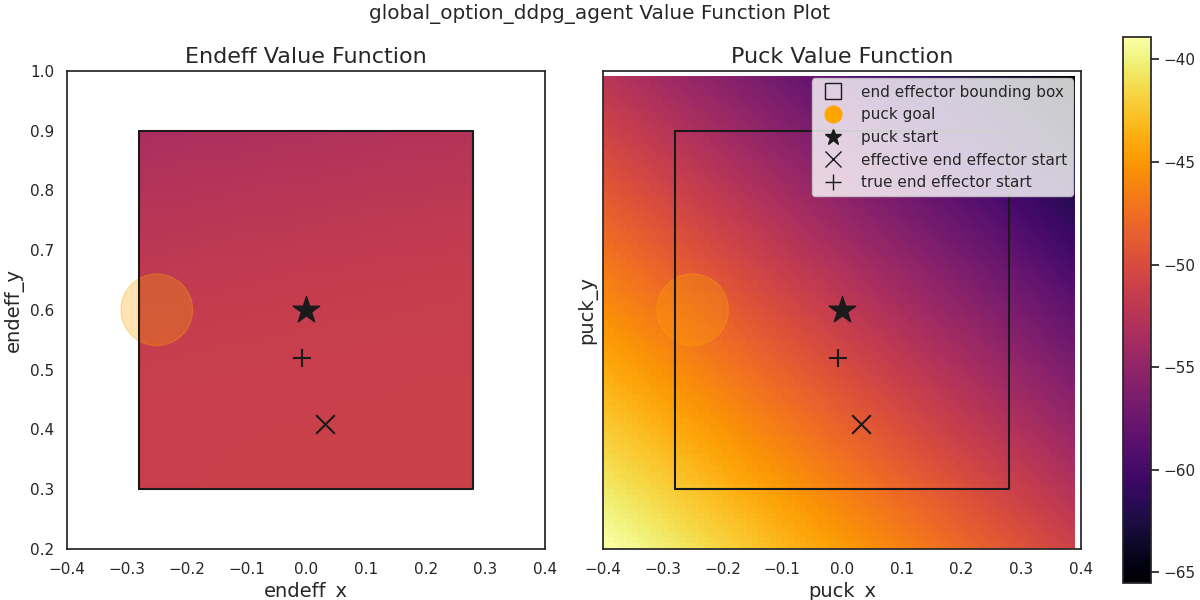 global_option_ddpg_agent Value Function Plot
Endeff Value Function
endeff_y
1.0
0.9
0.8
0.7
0.6
0.5
0.4
0.3
0.2
−0.4 −0.3 −0.2 −0.1 0.0 0.1 0.2 0.3 0.4
endeff_x
Puck Value Function
puck_y
end effector bounding box
puck goal
puck start
effective end effector start
true end effector start
−0.4 −0.3 −0.2 −0.1 0.0 0.1 0.2 0.3 0.4
puck_x
−40
−45
−50
−55
−60
−65